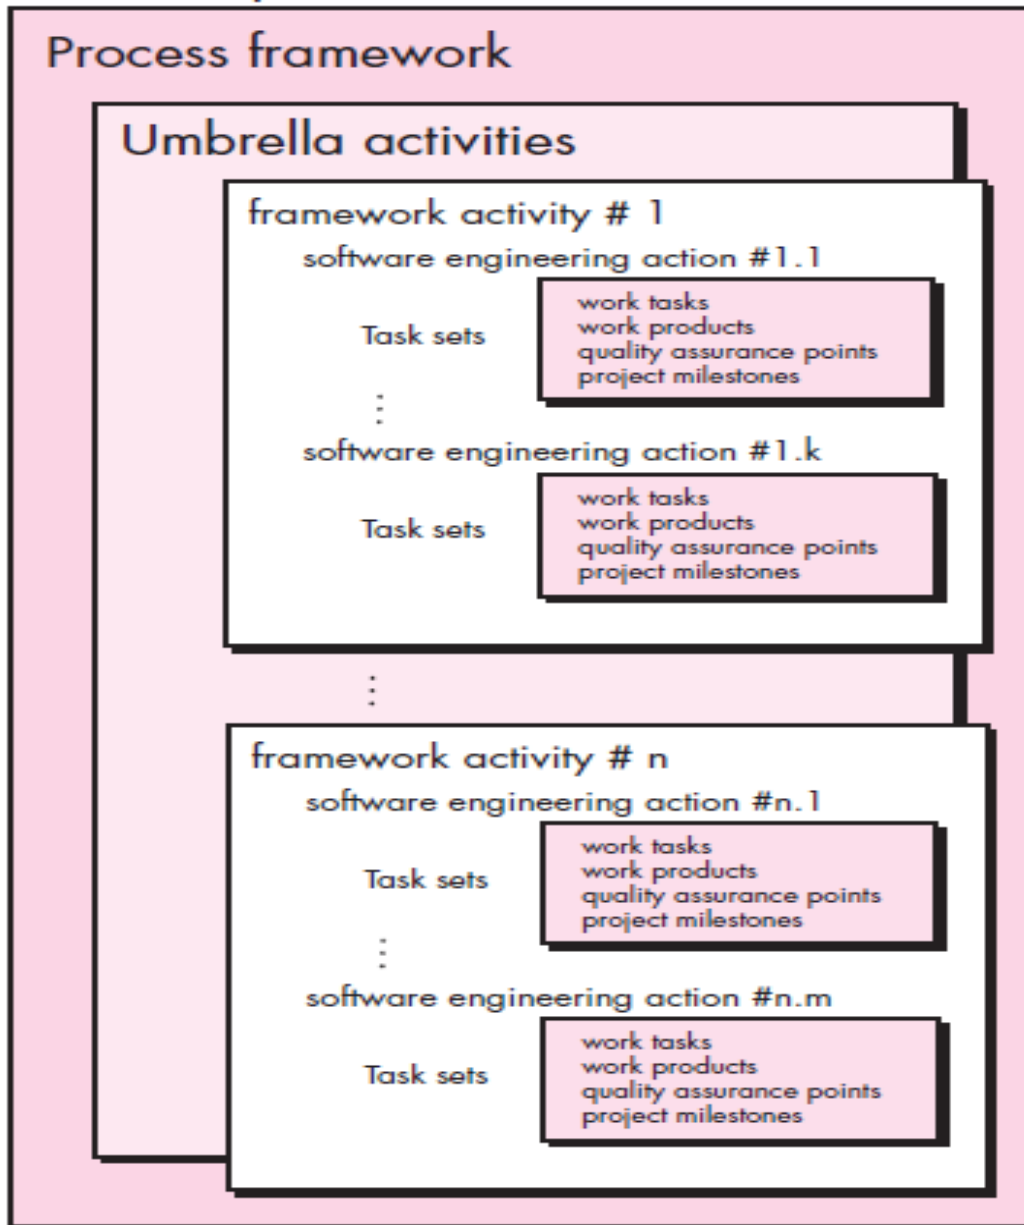 Process framework
Umbrella activities
framework activity # 1
software engineering action #1.1
Task sets
work tasks
work products
quality assurance points
project milestones
software engineering action #1.k
Task sets
work tasks
work products
quality assurance points
project milestones
framework activity # n
software engineering action #n.1
Task sets
work tasks
work products
quality assurance points
project milestones
software engineering action #n.m
Task sets
work tasks
work products
quality assurance points
project milestones